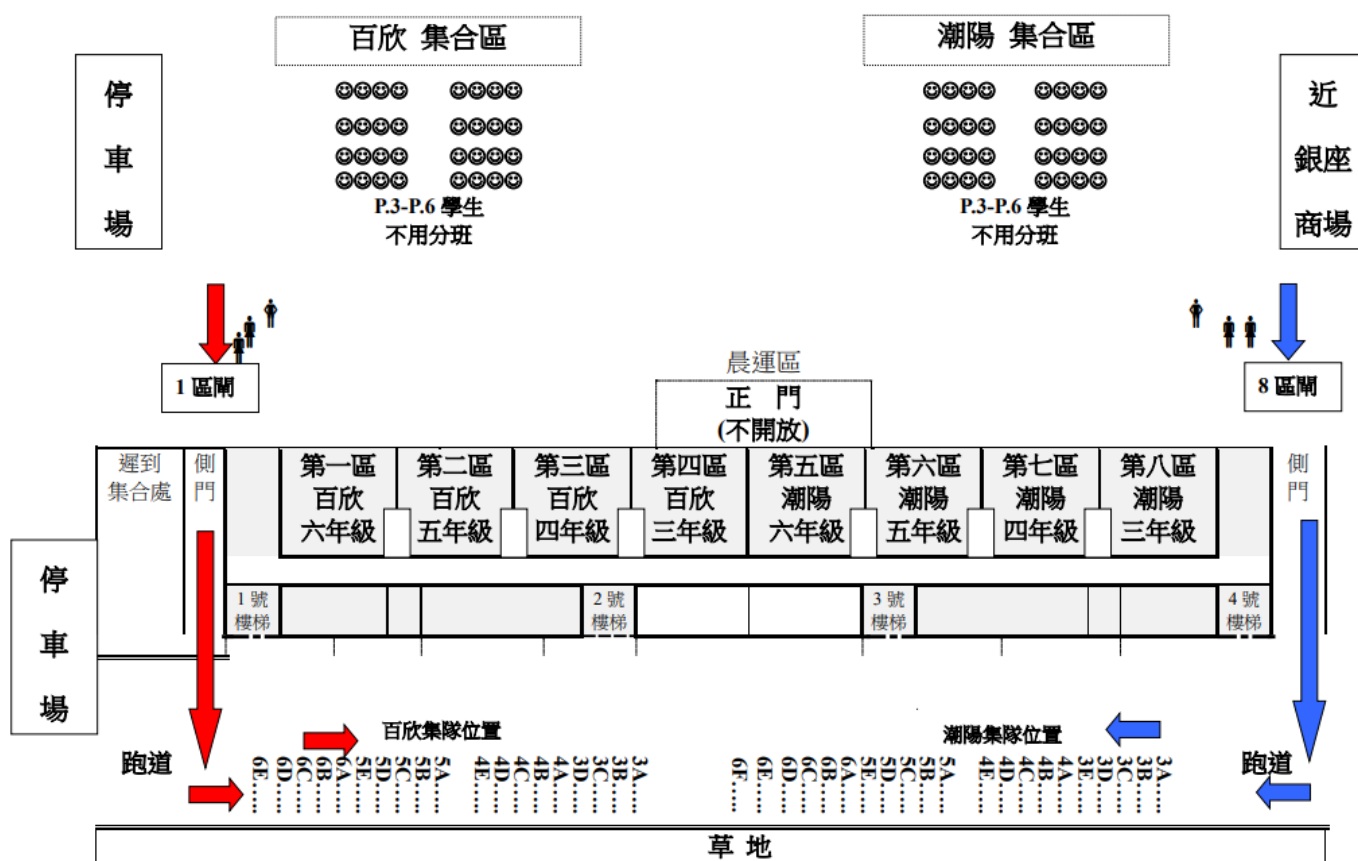 百欣 集合區
潮陽 集合區
停車場
近銀座商場
P.3-P.6 學生
不用分班
P.3-P.6 學生
不用分班
1 區閘
8 區閘
晨運區
正 門
(不開放)
遲到
集合處
側門
第一區
百欣
六年級
第二區
百欣
五年級
第三區
百欣
四年級
第四區
百欣
三年級
第五區
潮陽
六年級
第六區
潮陽
五年級
第七區
潮陽
四年級
第八區
潮陽
三年級
側門
停車場
1 號
樓梯
2 號
樓梯
3 號
樓梯
4 號
樓梯
百欣集隊位置
潮陽集隊位置
跑道
跑道
6E……
6D……
6C……
6B……
6A……
5E……
5D……
5C……
5B……
5A……
4E……
4D……
4C……
4B……
4A……
3D……
3C……
3B……
3A……
6F……
6E……
6D……
6C……
6B……
6A……
5E……
5D……
5C……
5B……
5A……
4E……
4D……
4C……
4B……
4A……
3E……
3D……
3C……
3B……
3A……
草 地